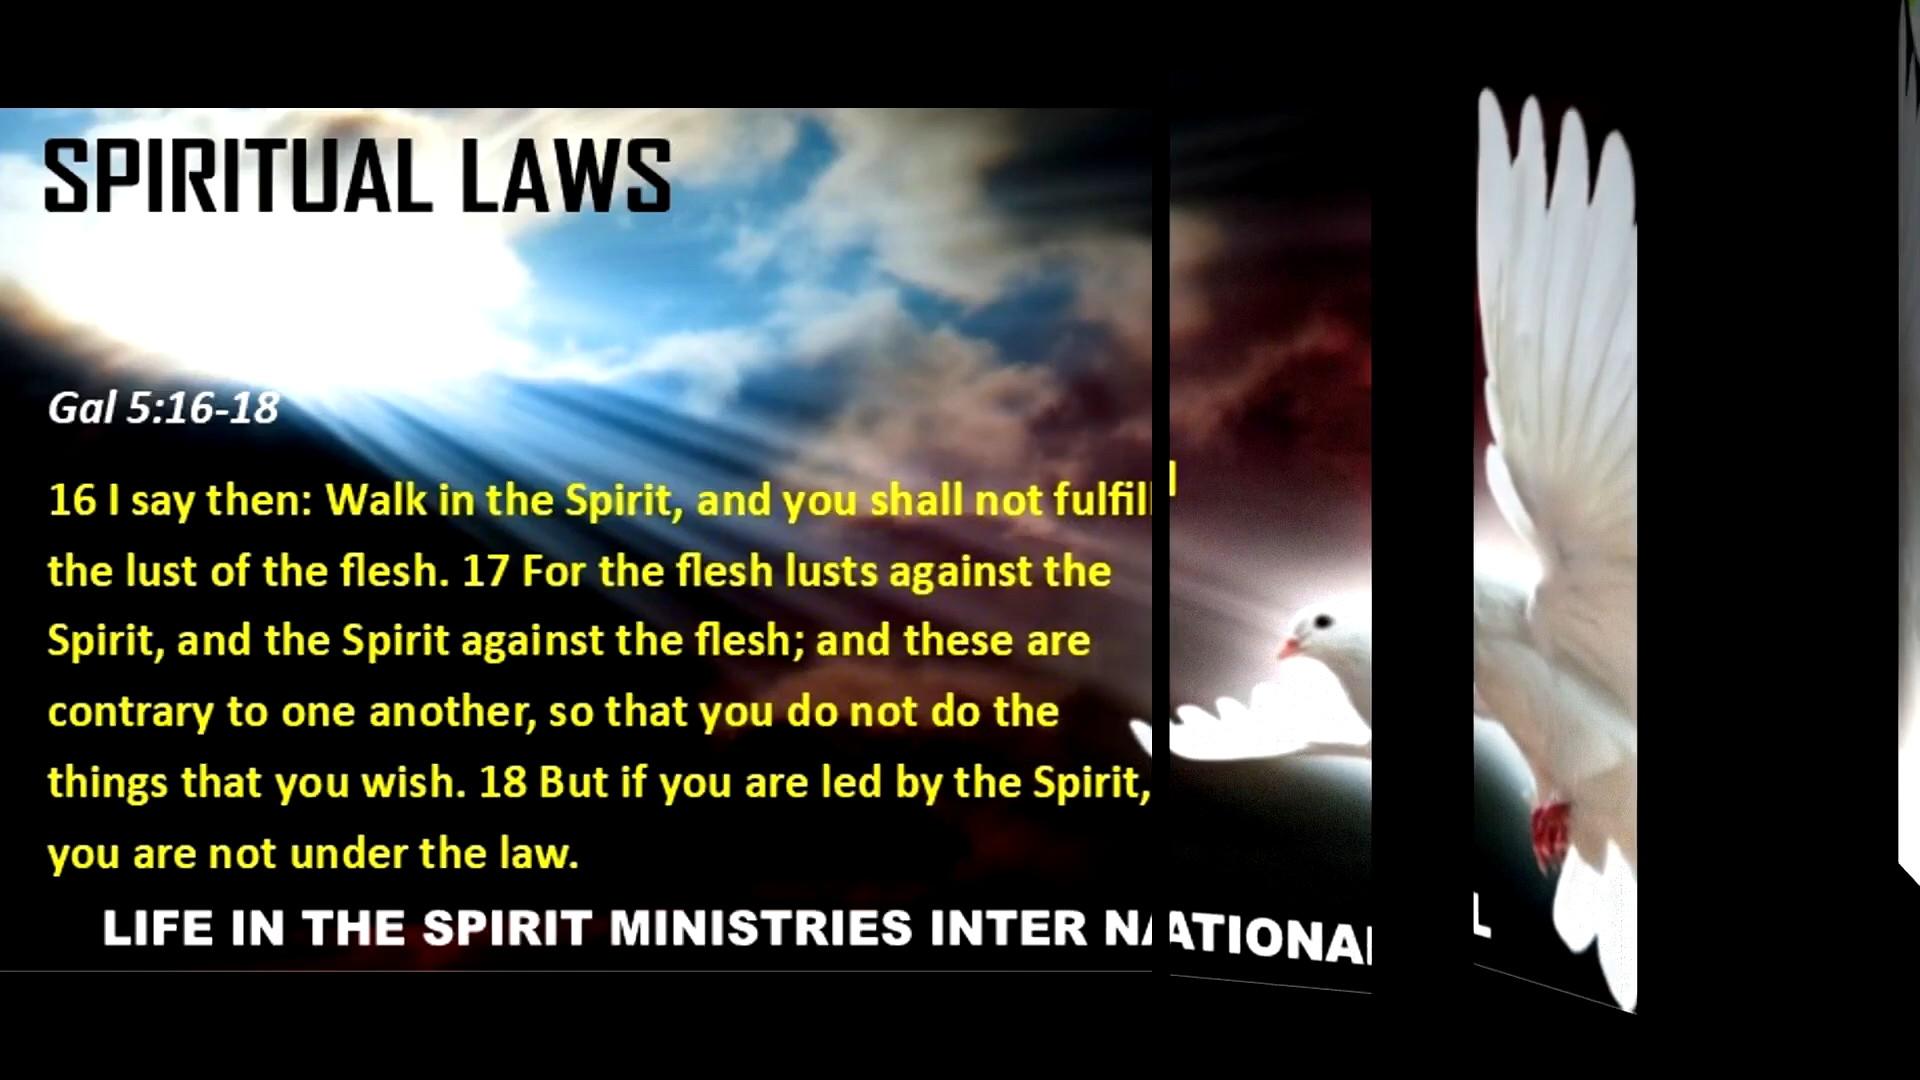 SPIRITUAL LAWS
Gal 5:16-18
16 I say then: Walk in the Spirit, and you shall not fulfill
the lust of the flesh. 17 For the flesh lusts against the
Spirit, and the Spirit against the flesh; and these are
contrary to one another, so that you do not do the
things that you wish. 18 But if you are led by the Spirit,
you are not under the law.
LIFE IN THE SPIRIT MINISTRIES INTER NATIONAL